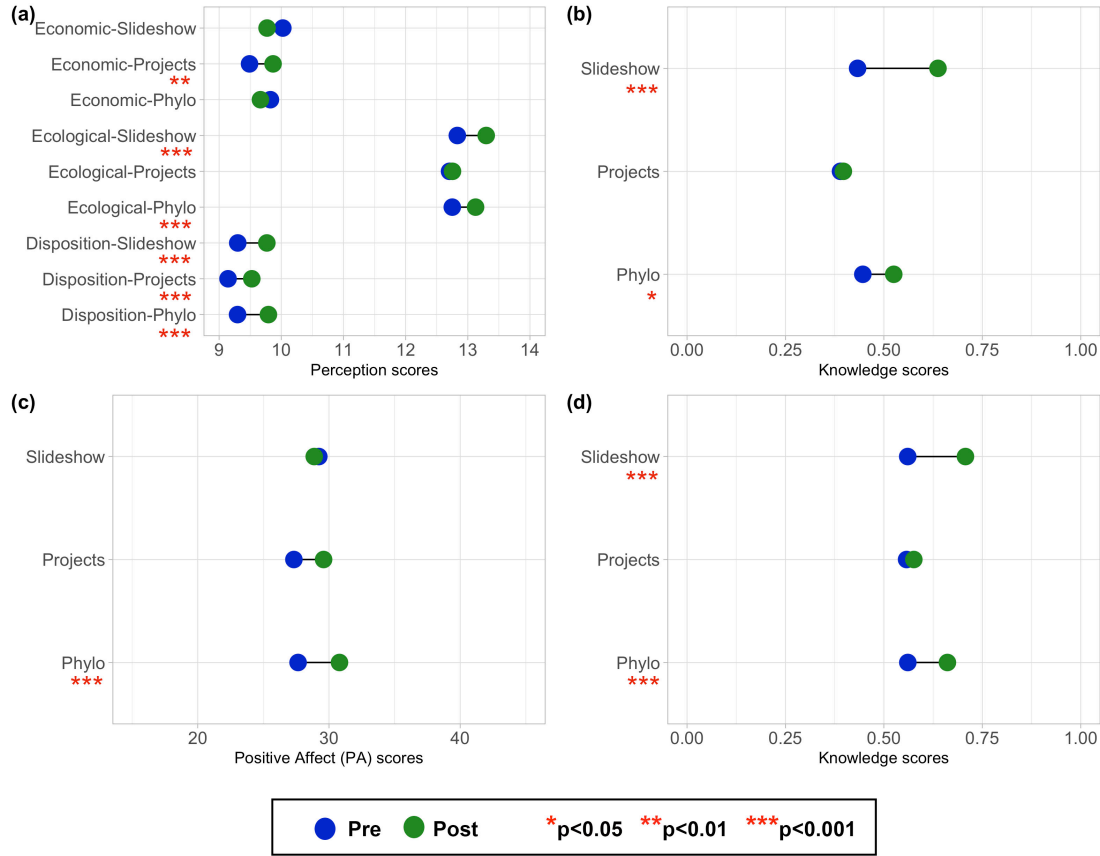 (a)
Economic-Slideshow
Economic-Projects
**
Economic-Phylo
Ecological-Slideshow
***
Ecological-Projects
Ecological-Phylo
***
Disposition-Slideshow
***
Disposition-Projects
***
Disposition-Phylo
***
9 10 11 12 13 14
Perception scores
(b)
Slideshow
***
Projects
Phylo
*
0.00 0.25 0.50 0.75 1.00
Knowledge scores
(c)
Slideshow
Projects
Phylo
***
20 30 40
Positive Affect (PA) scores
(d)
Slideshow
***
Projects
Phylo
***
0.00 0.25 0.50 0.75 1.00
Knowledge scores
Pre Post *p<0.05 **p<0.01 ***p<0.001